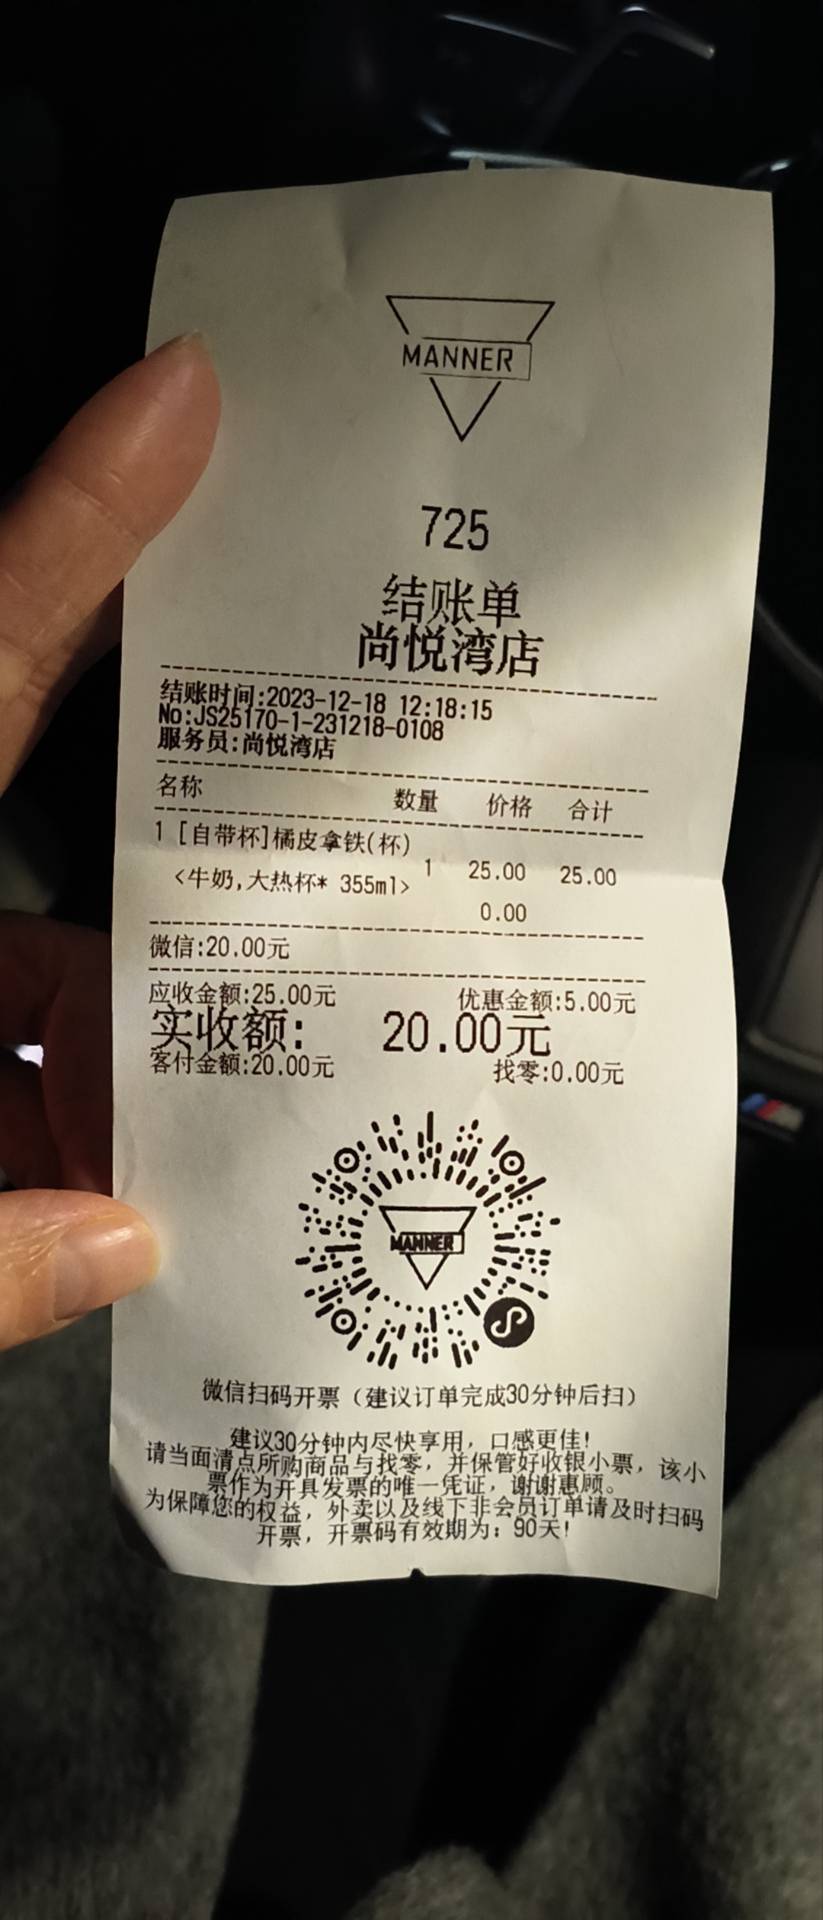 MANNER
725
结账单
尚悦湾店
结账时间:2023-12-18 12:18:15
No:JS25170-1-231218-0108
服务员:尚悦湾店
名称 数量 价格 合计
1 [自带杯]橘皮拿铁(杯)
<牛奶,大热杯* 355ml> 1 25.00 25.00
0.00
微信:20.00元
应收金额:25.00元 优惠金额:5.00元
实收额: 20.00元
客付金额:20.00元 找零:0.00元
MANNER
微信扫码开票（建议订单完成30分钟后扫）
建议30分钟内尽快享用，口感更佳!
请当面清点所购商品与找零，并保管好收银小票，该小
票作为开具发票的唯一凭证，谢谢惠顾。
为保障您的权益，外卖以及线下非会员订单请及时扫码
开票，开票码有效期为：90天!